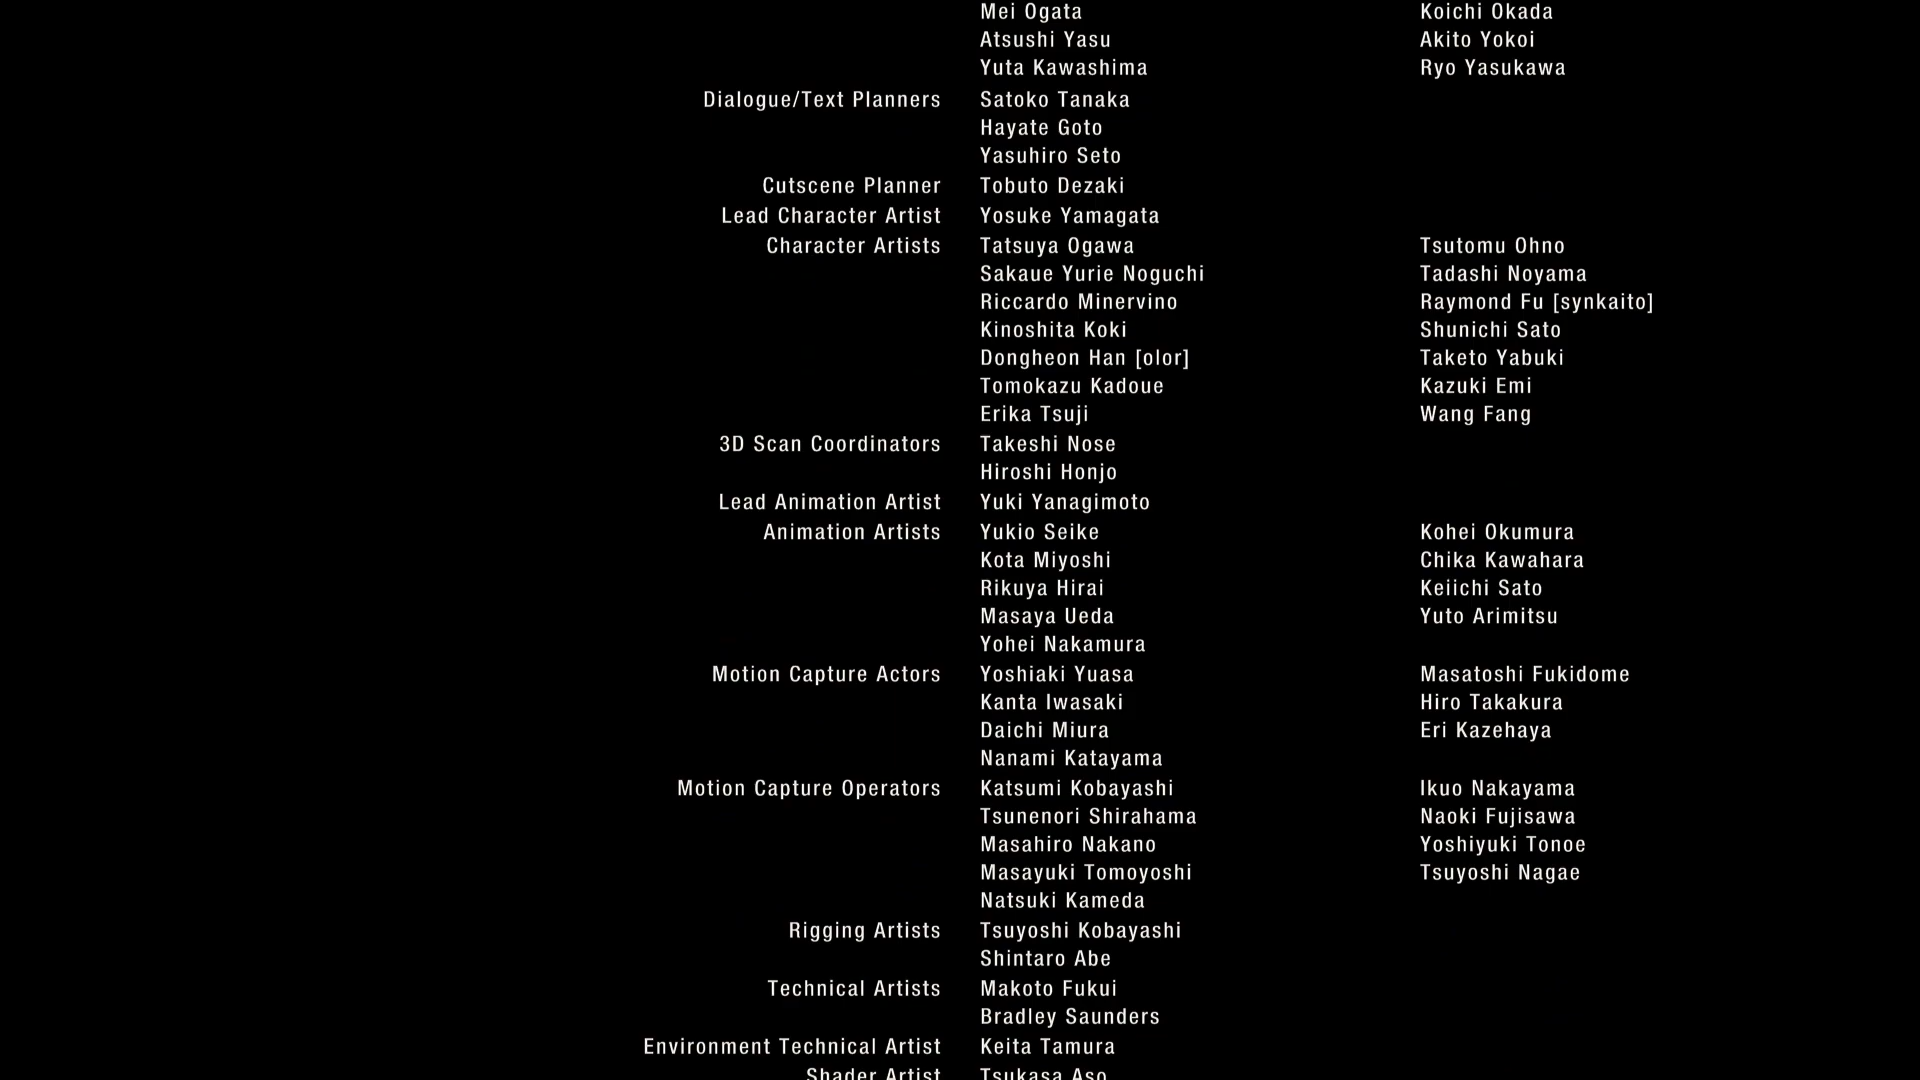 Mei Ogata Koichi Okada
Atsushi Yasu Akito Yokoi
Yuta Kawashima Ryo Yasukawa
Dialogue/Text Planners Satoko Tanaka
Hayate Goto
Yasuhiro Seto
Cutscene Planner Tobuto Dezaki
Lead Character Artist Yosuke Yamagata
Character Artists Tatsuya Ogawa Tsutomu Ohno
Sakaue Yurie Noguchi Tadashi Noyama
Riccardo Minervino Raymond Fu [synkaito]
Kinoshita Koki Shunichi Sato
Dongheon Han [olor] Taketo Yabuki
Tomokazu Kadoue Kazuki Emi
Erika Tsuji Wang Fang
3D Scan Coordinators Takeshi Nose
Hiroshi Honjo
Lead Animation Artist Yuki Yanagimoto
Animation Artists Yukio Seike Kohei Okumura
Kota Miyoshi Chika Kawahara
Rikuya Hirai Keiichi Sato
Masaya Ueda Yuto Arimitsu
Yohei Nakamura
Motion Capture Actors Yoshiaki Yuasa Masatoshi Fukidome
Kanta Iwasaki Hiro Takakura
Daichi Miura Eri Kazehaya
Nanami Katayama
Motion Capture Operators Katsumi Kobayashi Ikuo Nakayama
Tsunenori Shirahama Naoki Fujisawa
Masahiro Nakano Yoshiyuki Tonoe
Masayuki Tomoyoshi Tsuyoshi Nagae
Natsuki Kameda
Rigging Artists Tsuyoshi Kobayashi
Shintaro Abe
Technical Artists Makoto Fukui
Bradley Saunders
Environment Technical Artist Keita Tamura
Shader Artist Tsukasa Aso